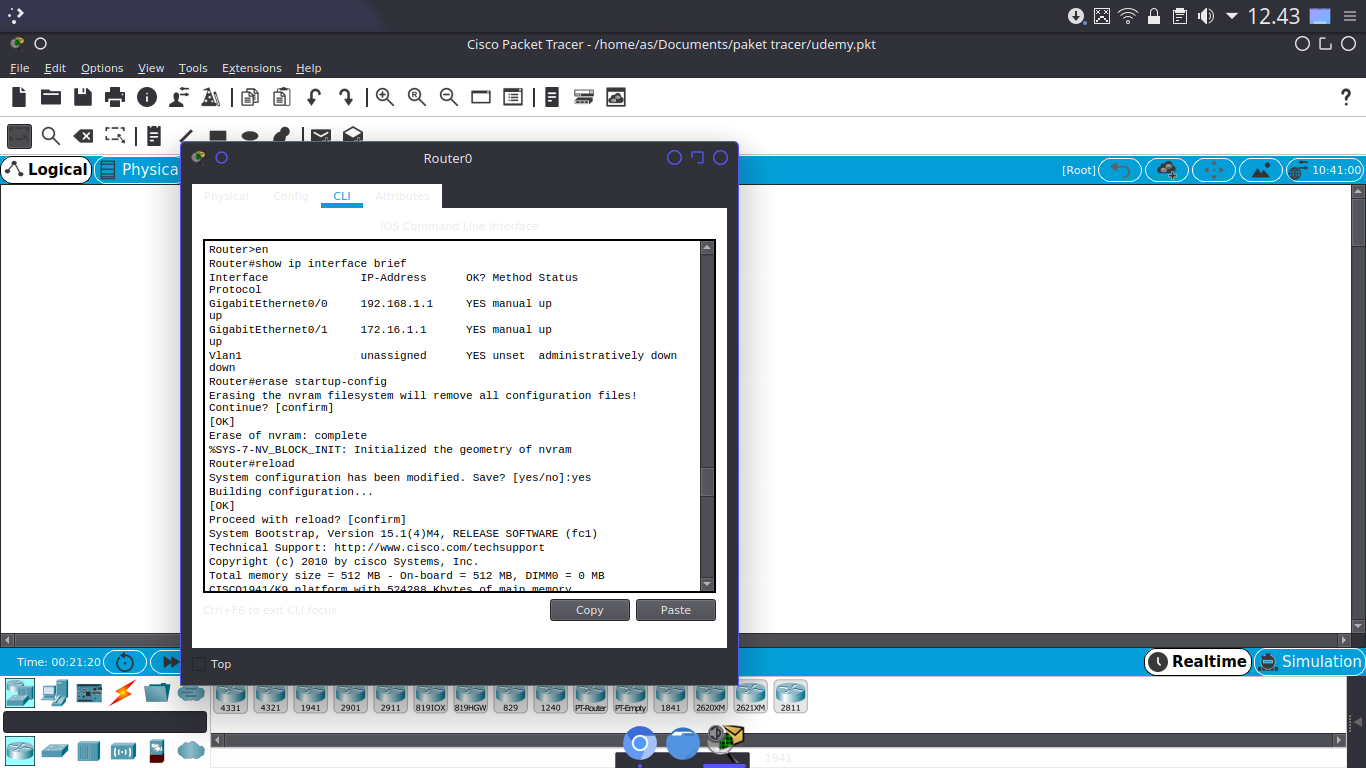 12.43
Cisco Packet Tracer - /home/as/Documents/paket tracer/udemy.pkt
File Edit Options View Tools Extensions Help
?
Logical Physica
[Root] 10:41:00
Router0
Physical Config CLI Attributes
IOS Command Line Interface
Router>en
Router#show ip interface brief
Interface IP-Address OK? Method Status
Protocol
GigabitEthernet0/0 192.168.1.1 YES manual up
up
GigabitEthernet0/1 172.16.1.1 YES manual up
up
Vlan1 unassigned YES unset administratively down
down
Router#erase startup-config
Erasing the nvram filesystem will remove all configuration files!
Continue? [confirm]
[OK]
Erase of nvram: complete
%SYS-7-NV_BLOCK_INIT: Initialized the geometry of nvram
Router#reload
System configuration has been modified. Save? [yes/no]:yes
Building configuration...
[OK]
Proceed with reload? [confirm]
System Bootstrap, Version 15.1(4)M4, RELEASE SOFTWARE (fc1)
Technical Support: http://www.cisco.com/techsupport
Copyright (c) 2010 by cisco Systems, Inc.
Total memory size = 512 MB - On-board = 512 MB, DIMM0 = 0 MB
CISCO1941/K9 platform with 524288 Kbytes of main memory
Ctrl+F6 to exit CLI focus
Copy Paste
Top
Time: 00:21:20
Realtime Simulation
4331 4321 1941 2901 2911 819IOX 819HGW 829 1240 PT-Router PT-Empty 1841 2620XM 2621XM 2811
1941